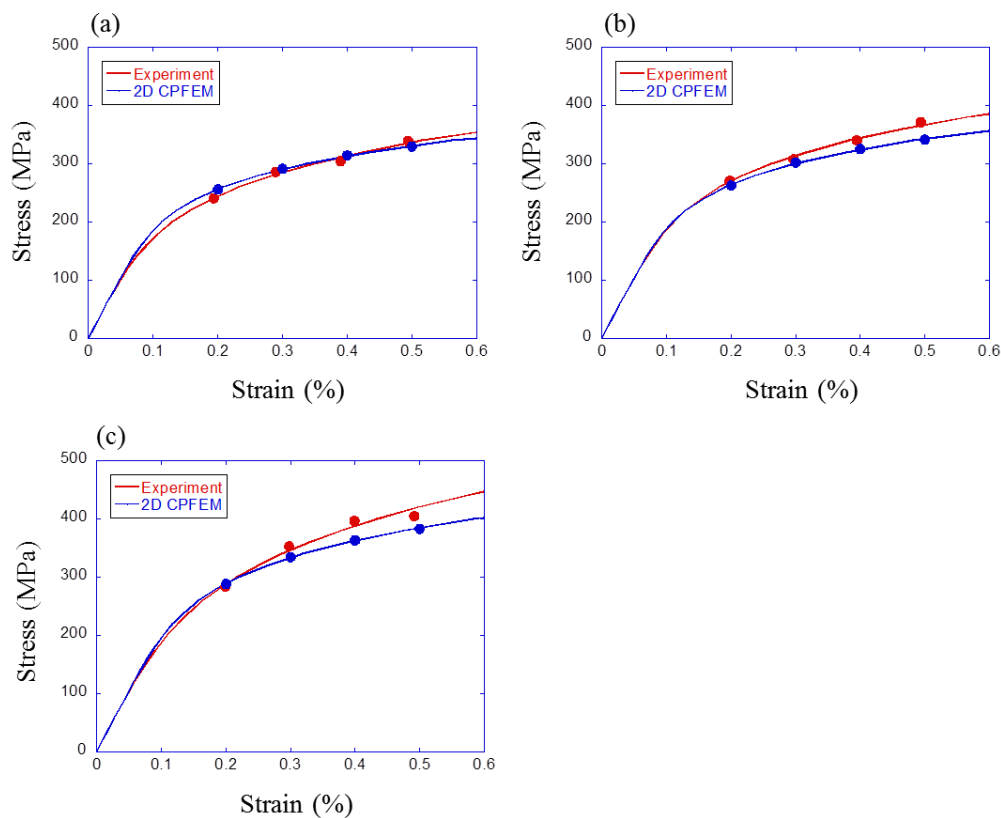 (a)
500
400
300
200
100
0
Stress (MPa)
Experiment
2D CPFEM
0 0.1 0.2 0.3 0.4 0.5 0.6
Strain (%)
(b)
500
400
300
200
100
0
Stress (MPa)
Experiment
2D CPFEM
0 0.1 0.2 0.3 0.4 0.5 0.6
Strain (%)
(c)
500
400
300
200
100
0
Stress (MPa)
Experiment
2D CPFEM
0 0.1 0.2 0.3 0.4 0.5 0.6
Strain (%)